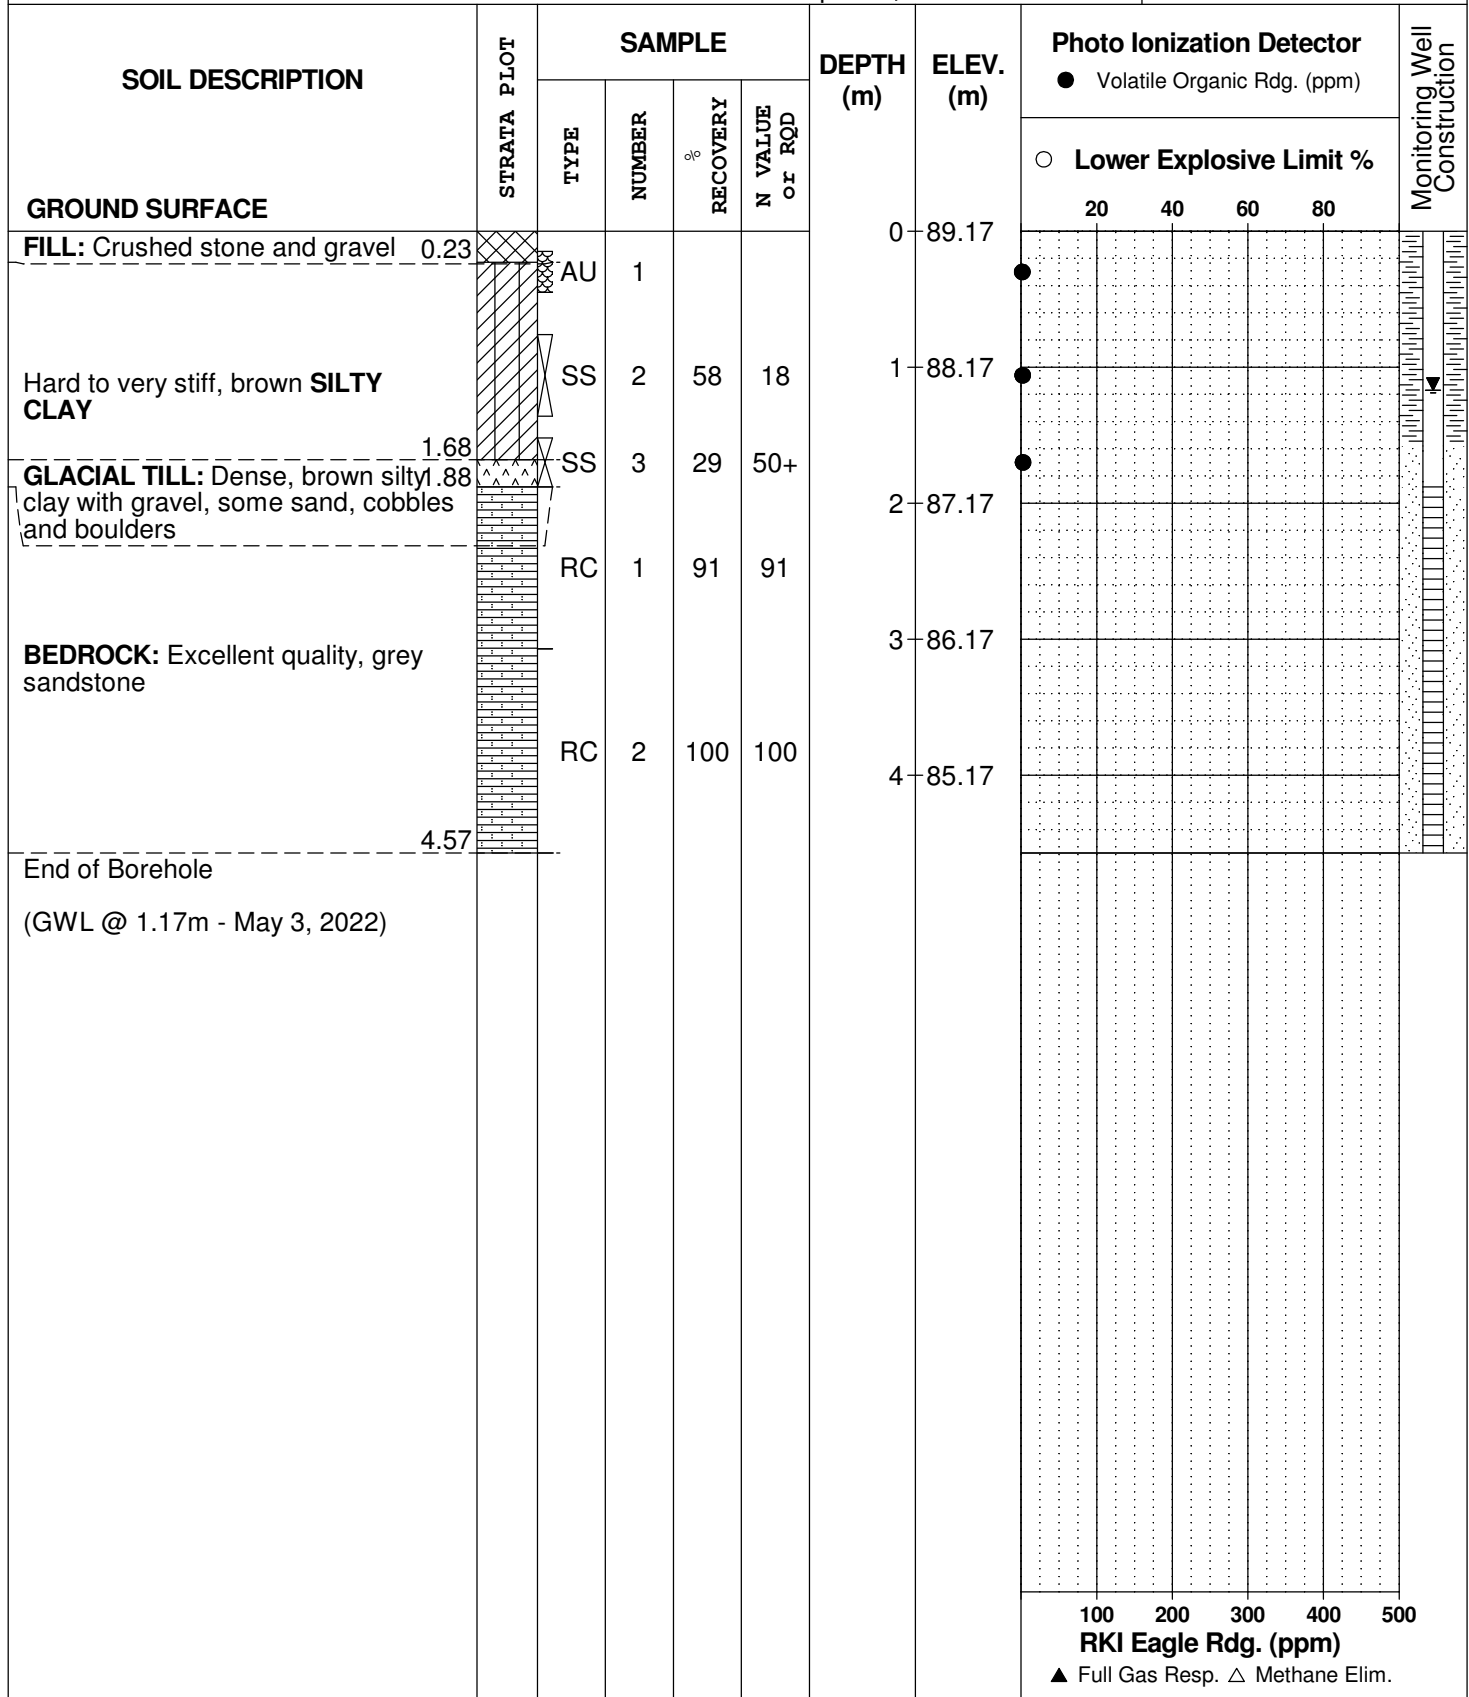 SOIL DESCRIPTION
GROUND SURFACE
STRATA PLOT
SAMPLE
TYPE
NUMBER
% RECOVERY
N VALUE or RQD
DEPTH (m)
ELEV. (m)
Photo Ionization Detector
● Volatile Organic Rdg. (ppm)
○ Lower Explosive Limit %
20 40 60 80
Monitoring Well Construction
0 89.17
FILL: Crushed stone and gravel 0.23
AU 1
Hard to very stiff, brown SILTY
CLAY
SS 2 58 18
1 88.17
1.68
SS 3 29 50+
GLACIAL TILL: Dense, brown silty 1.88
clay with gravel, some sand, cobbles
and boulders
2 87.17
RC 1 91 91
3 86.17
BEDROCK: Excellent quality, grey
sandstone
RC 2 100 100
4 85.17
4.57
End of Borehole
(GWL @ 1.17m - May 3, 2022)
100 200 300 400 500
RKI Eagle Rdg. (ppm)
▲ Full Gas Resp. △ Methane Elim.